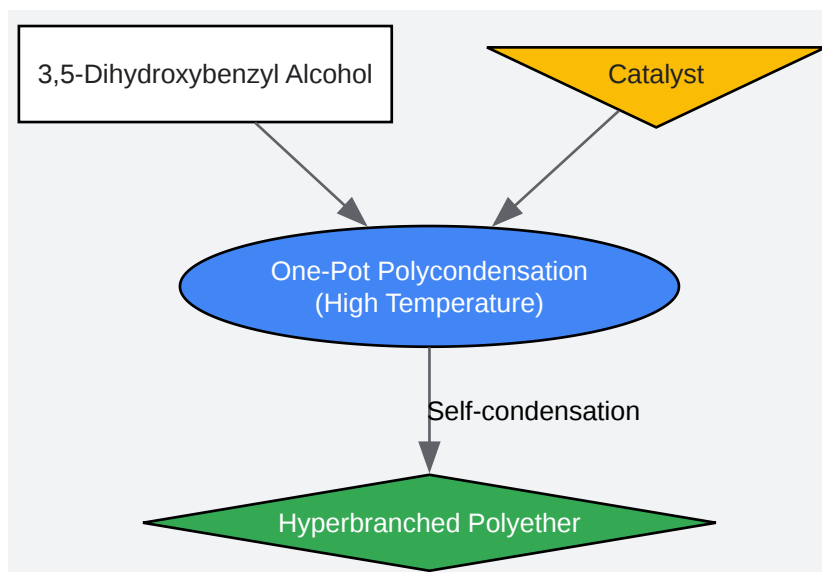 3,5-Dihydroxybenzyl Alcohol
Catalyst
One-Pot Polycondensation
(High Temperature)
Self-condensation
Hyperbranched Polyether